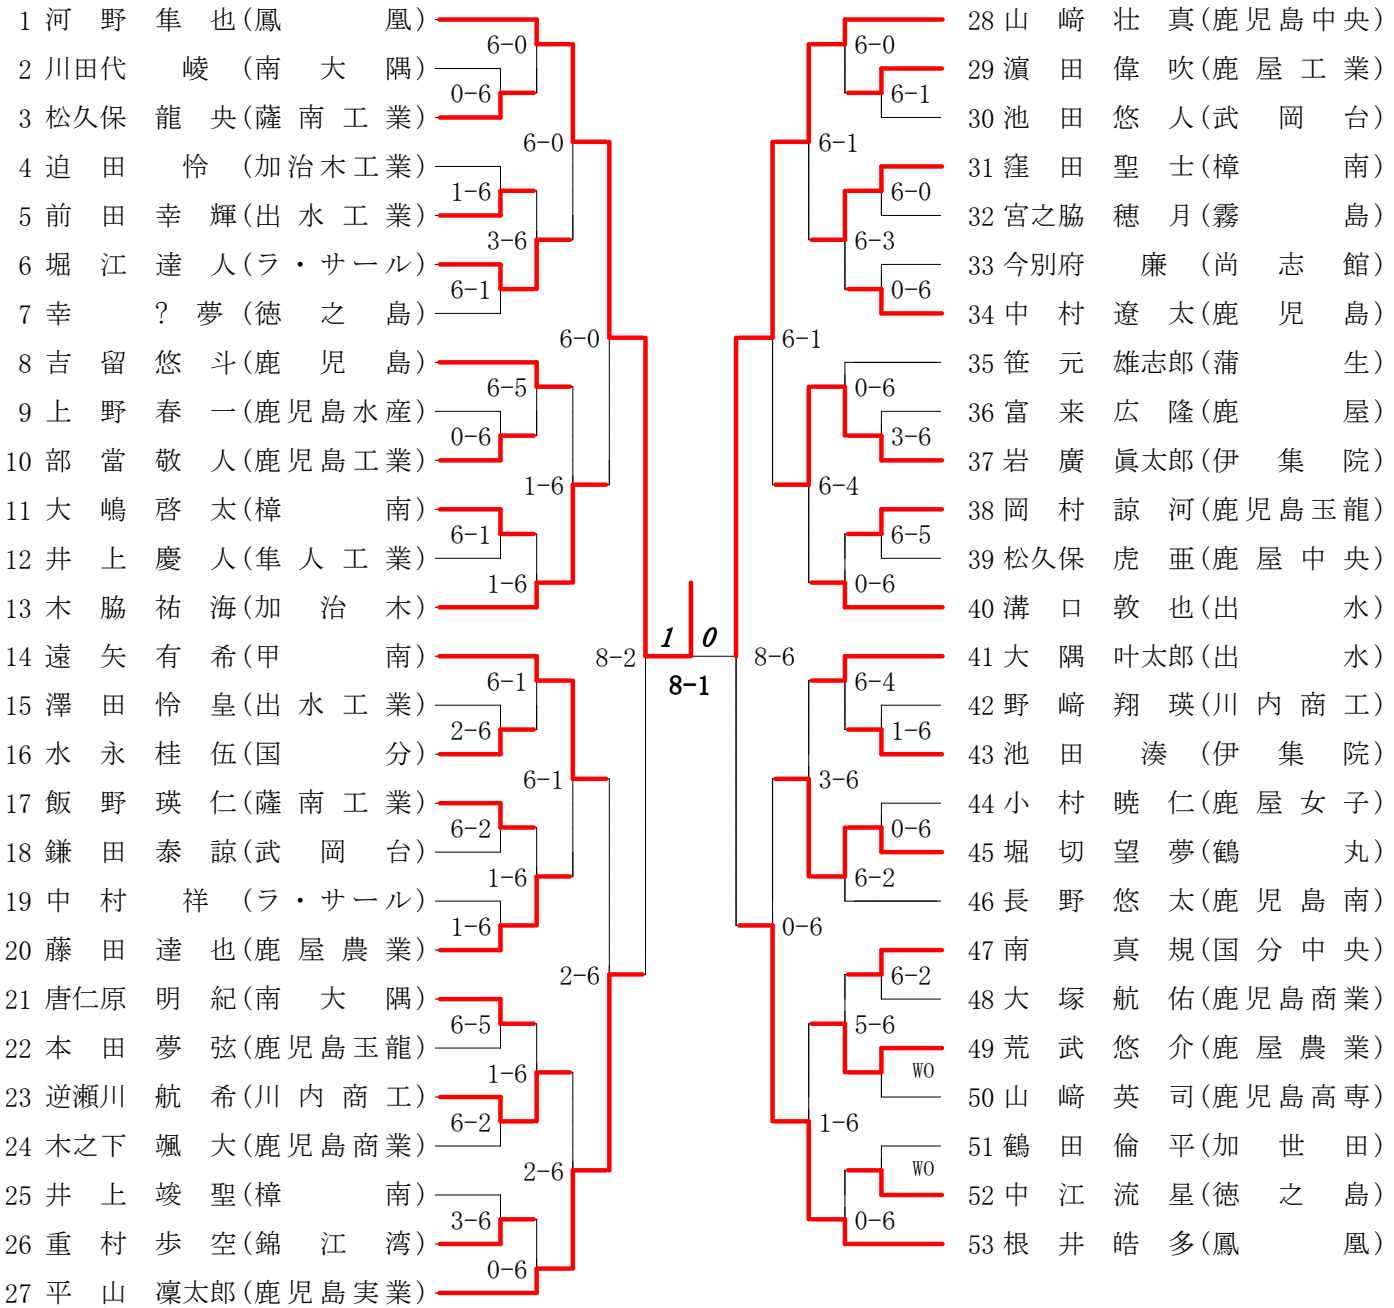 1 河野 隼也(鳳凰)
6-0
2 川田代 崚(南大隅)
0-6
3 松久保 龍央(薩南工業)
6-0
4 迫田 怜(加治木工業)
1-6
5 前田 幸輝(出水工業)
3-6
6 堀江 達人(ラ・サール)
6-1
7 幸 ?夢(徳之島)
6-0
8 吉留 悠斗(鹿児島)
6-5
9 上野 春一(鹿児島水産)
0-6
10 部當 敬人(鹿児島工業)
1-6
11 大嶋 啓太(樟南)
6-1
12 井上 慶人(隼人工業)
1-6
13 木脇 祐海(加治木)
8-2
14 遠矢 有希(甲南)
6-1
15 澤田 怜皇(出水工業)
2-6
16 水永 桂伍(国分)
6-1
17 飯野 瑛仁(薩南工業)
6-2
18 鎌田 泰諒(武岡台)
1-6
19 中村 祥(ラ・サール)
1-6
20 藤田 達也(鹿屋農業)
2-6
21 唐仁原 明紀(南大隅)
6-5
22 本田 夢弦(鹿児島玉龍)
1-6
23 逆瀬川 航希(川内商工)
6-2
24 木之下 颯大(鹿児島商業)
2-6
25 井上 竣聖(樟南)
3-6
26 重村 歩空(錦江湾)
0-6
27 平山 凜太郎(鹿児島実業)
1 0
8-1
28 山﨑 壮真(鹿児島中央)
6-0
29 濵田 偉吹(鹿屋工業)
6-1
30 池田 悠人(武岡台)
6-1
31 窪田 聖士(樟南)
6-0
32 宮之脇 穂月(霧島)
6-3
33 今別府 廉(尚志館)
0-6
34 中村 遼太(鹿児島)
6-1
35 笹元 雄志郎(蒲生)
0-6
36 富来 広隆(鹿屋)
3-6
37 岩廣 眞太郎(伊集院)
6-4
38 岡村 諒河(鹿児島玉龍)
6-5
39 松久保 虎亜(鹿屋中央)
0-6
40 溝口 敦也(出水)
8-6
41 大隅 叶太郎(出水)
6-4
42 野﨑 翔瑛(川内商工)
1-6
43 池田 湊(伊集院)
3-6
44 小村 暁仁(鹿屋女子)
0-6
45 堀切 望夢(鶴丸)
6-2
46 長野 悠太(鹿児島南)
0-6
47 南 真規(国分中央)
6-2
48 大塚 航佑(鹿児島商業)
5-6
49 荒武 悠介(鹿屋農業)
WO
50 山﨑 英司(鹿児島高専)
1-6
51 鶴田 倫平(加世田)
WO
52 中江 流星(徳之島)
0-6
53 根井 皓多(鳳凰)